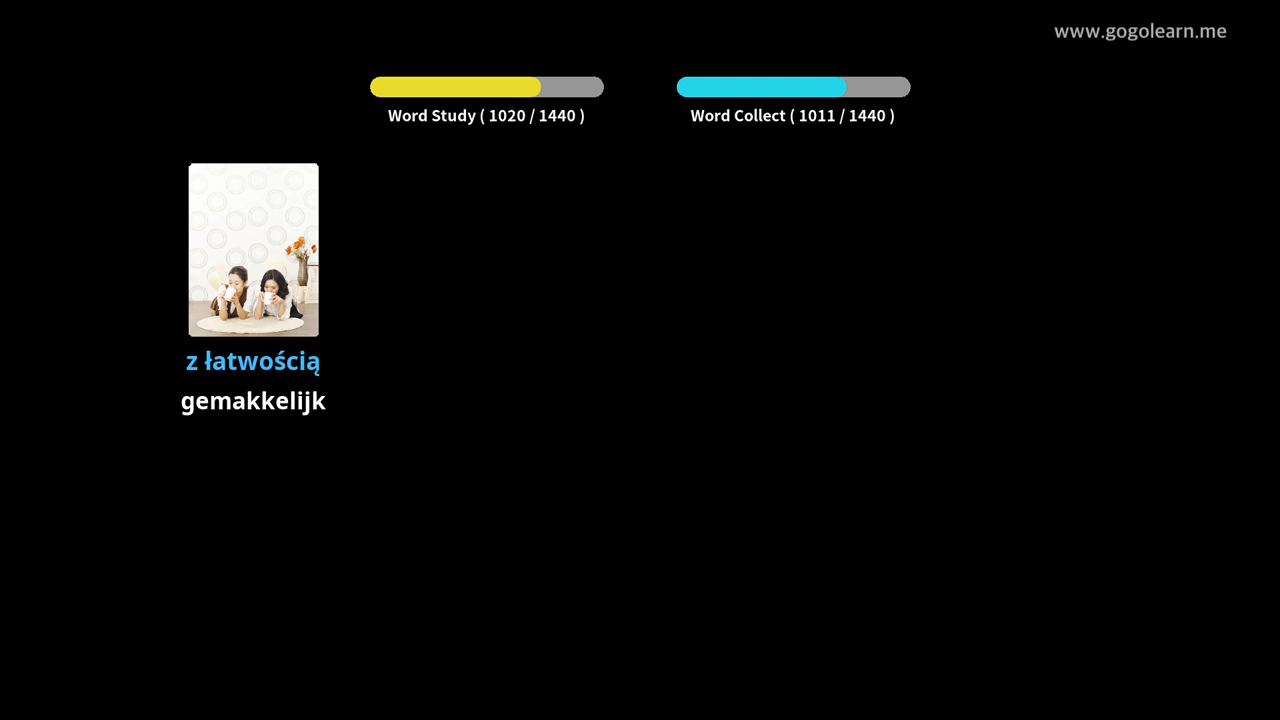 www.gogolearn.me
Word Study ( 1020 / 1440 )
Word Collect ( 1011 / 1440 )
z łatwością
gemakkelijk